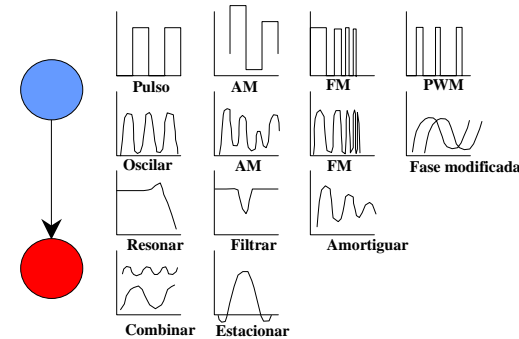 Pulso AM FM PWM
Oscilar AM FM Fase modificada
Resonar Filtrar Amortiguar
Combinar Estacionar